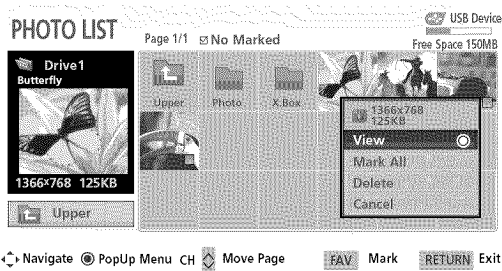 PHOTO LIST
Page 1/1 ☑ No Marked
USB Device
Free Space 150MB
Drive1
Butterfly
1366x768 125KB
Upper
Upper
Photo
X.Box
1366x768
125KB
View
Mark All
Delete
Cancel
Navigate PopUp Menu CH Move Page FAV Mark RETURN Exit